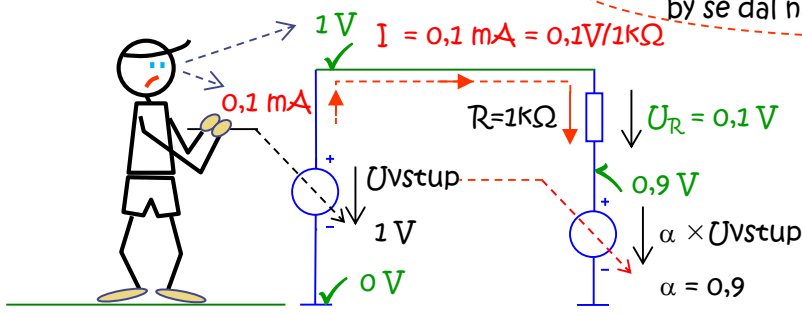 by se dal n
1 V
I = 0,1 mA = 0,1V/1kΩ
0,1 mA
R=1kΩ
U_R = 0,1 V
+
Uvstup
0,9 V
+
-
1 V
α × Uvstup
0 V
-
α = 0,9